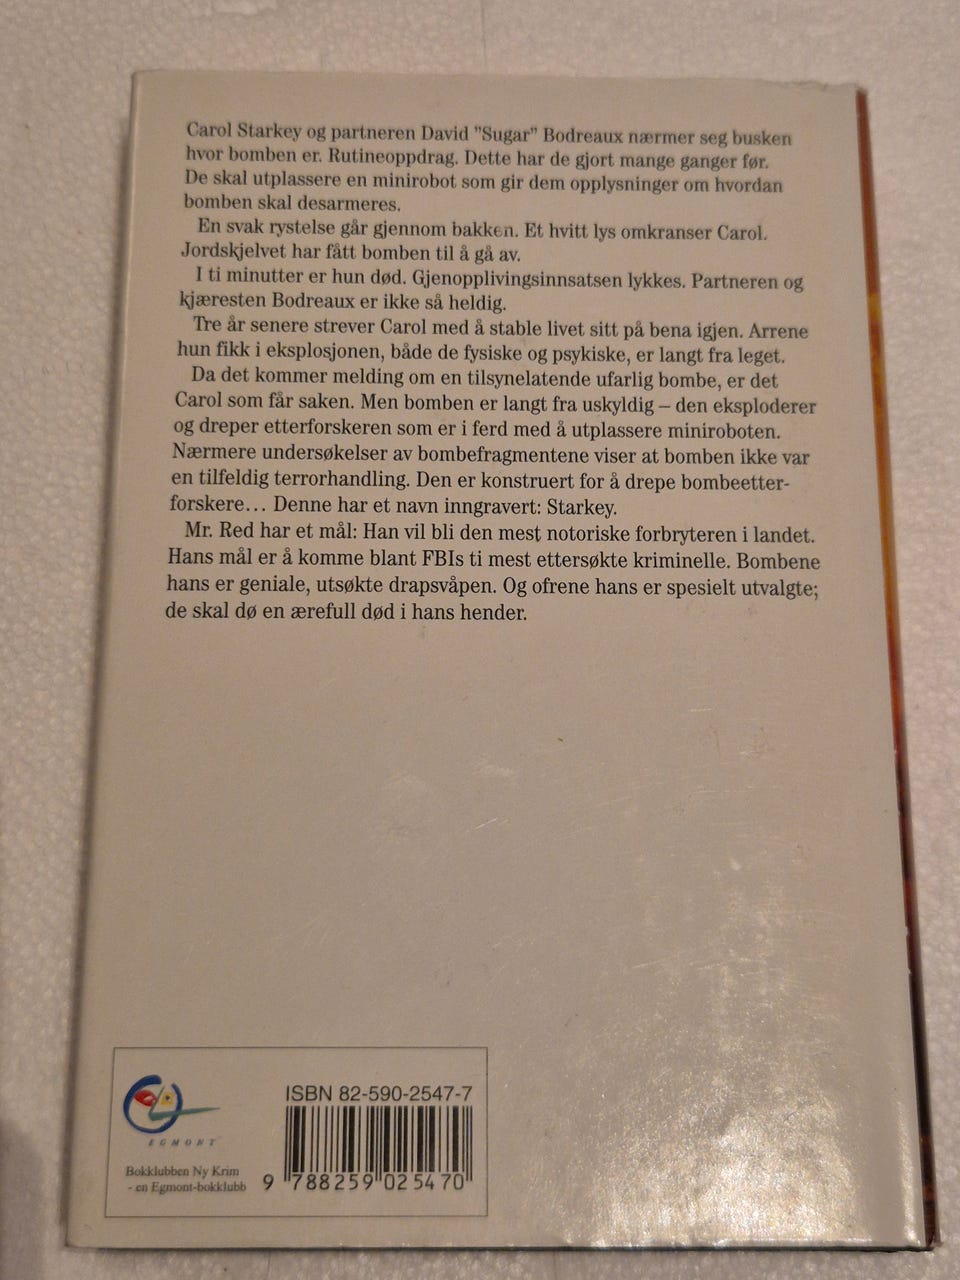 Carol Starkey og partneren David ”Sugar” Bodreaux nærmer seg busken
hvor bomben er. Rutineoppdrag. Dette har de gjort mange ganger før.
De skal utplassere en minirobot som gir dem opplysninger om hvordan
bomben skal desarmeres.
En svak rystelse går gjennom bakken. Et hvitt lys omkranser Carol.
Jordskjelvet har fått bomben til å gå av.
I ti minutter er hun død. Gjenopplivingsinnsatsen lykkes. Partneren og
kjæresten Bodreaux er ikke så heldig.
Tre år senere strever Carol med å stable livet sitt på bena igjen. Arrene
hun fikk i eksplosjonen, både de fysiske og psykiske, er langt fra leget.
Da det kommer melding om en tilsynelatende ufarlig bombe, er det
Carol som får saken. Men bomben er langt fra uskyldig – den eksploderer
og dreper etterforskeren som er i ferd med å utplassere miniroboten.
Nærmere undersøkelser av bombefragmentene viser at bomben ikke var
en tilfeldig terrorhandling. Den er konstruert for å drepe bombeetter-
forskere… Denne har et navn inngravert: Starkey.
Mr. Red har et mål: Han vil bli den mest notoriske forbryteren i landet.
Hans mål er å komme blant FBIs ti mest ettersøkte kriminelle. Bombene
hans er geniale, utsøkte drapsvåpen. Og ofrene hans er spesielt utvalgte;
de skal dø en ærefull død i hans hender.
ISBN 82-590-2547-7
EGMONT
Bokklubben Ny Krim
- en Egmont-bokklubb
9 788259 025470